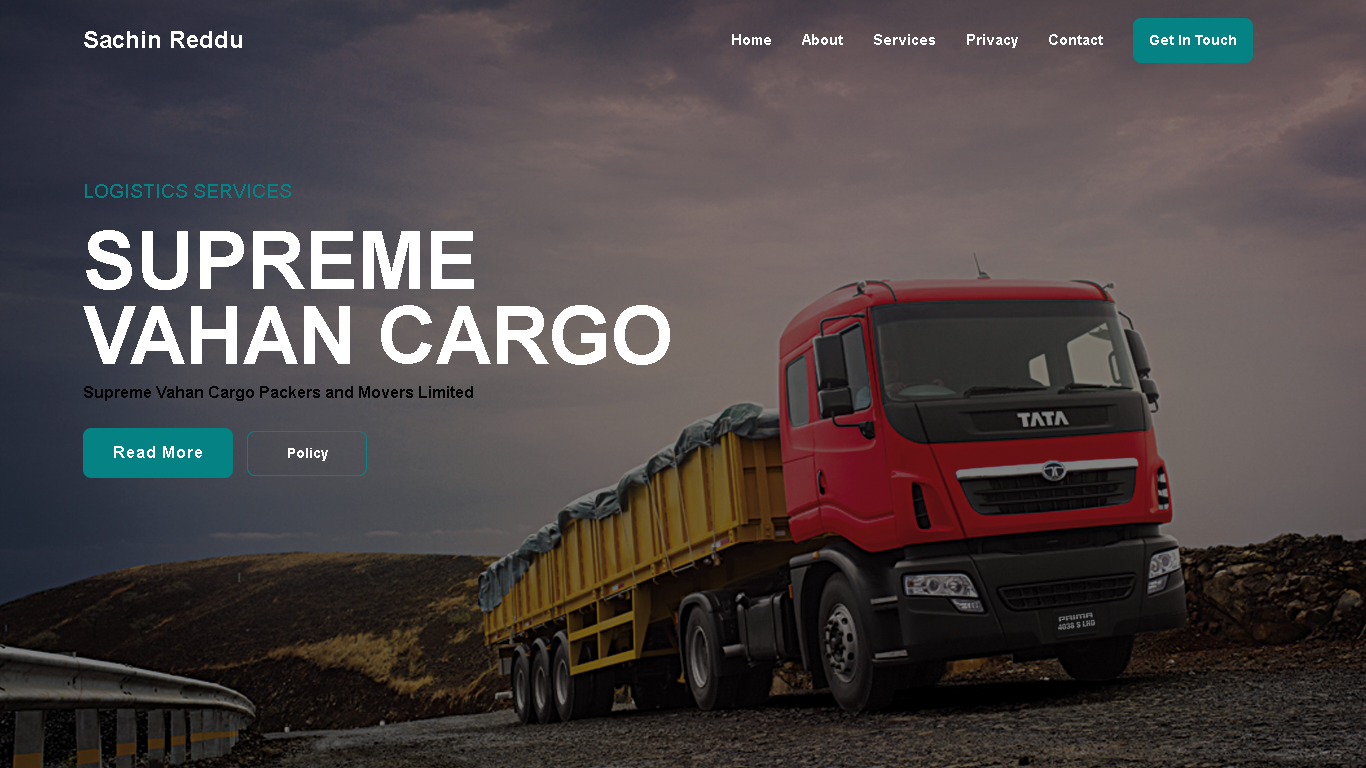 Sachin Reddu
Home About Services Privacy Contact Get In Touch
LOGISTICS SERVICES
SUPREME
VAHAN CARGO
Supreme Vahan Cargo Packers and Movers Limited
Read More Policy
TATA
PRIMA
4038 S LHD